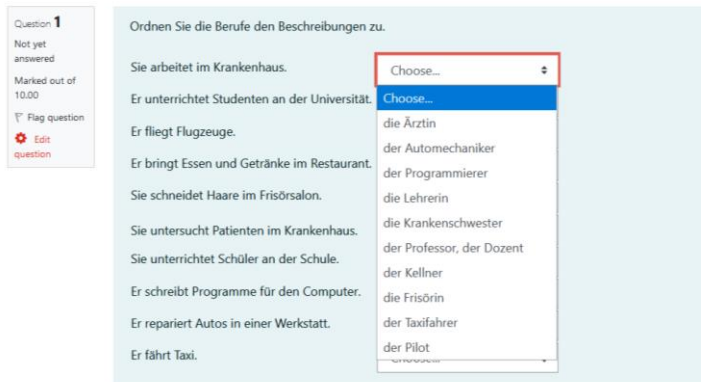 Question 1
Not yet
answered
Marked out of
10.00
Flag question
Edit
question
Ordnen Sie die Berufe den Beschreibungen zu.
Sie arbeitet im Krankenhaus.
Er unterrichtet Studenten an der Universität.
Er fliegt Flugzeuge.
Er bringt Essen und Getränke im Restaurant.
Sie schneidet Haare im Frisörsalon.
Sie untersucht Patienten im Krankenhaus.
Sie unterrichtet Schüler an der Schule.
Er schreibt Programme für den Computer.
Er repariert Autos in einer Werkstatt.
Er fährt Taxi.
Choose...
Choose...
die Ärztin
der Automechaniker
der Programmierer
die Lehrerin
die Krankenschwester
der Professor, der Dozent
der Kellner
die Frisörin
der Taxifahrer
der Pilot
Choose...